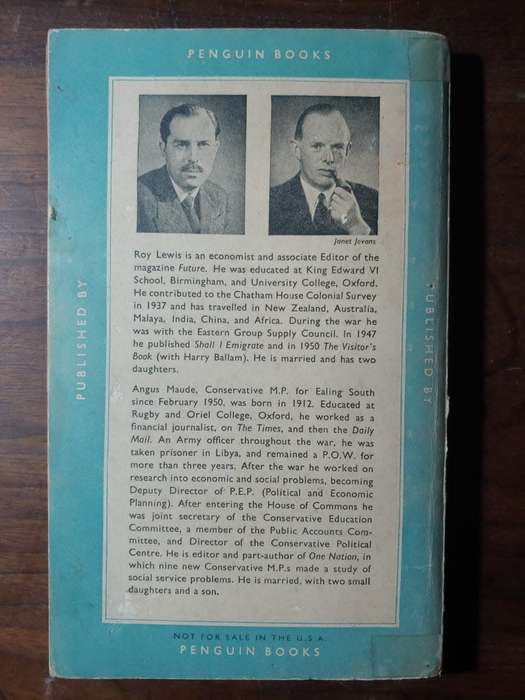 PENGUIN BOOKS
Janet Jevons
Roy Lewis is an economist and associate Editor of the
magazine Future. He was educated at King Edward VI
School, Birmingham, and University College, Oxford.
He contributed to the Chatham House Colonial Survey
in 1937 and has travelled in New Zealand, Australia,
Malaya, India, China, and Africa. During the war he
was with the Eastern Group Supply Council. In 1947
he published Shall I Emigrate and in 1950 The Visitor's
Book (with Harry Ballam). He is married and has two
daughters.
Angus Maude, Conservative M.P. for Ealing South
since February 1950, was born in 1912. Educated at
Rugby and Oriel College, Oxford, he worked as a
financial journalist, on The Times, and then the Daily
Mail. An Army officer throughout the war, he was
taken prisoner in Libya, and remained a P.O.W. for
more than three years. After the war he worked on
research into economic and social problems, becoming
Deputy Director of P.E.P. (Political and Economic
Planning). After entering the House of Commons he
was joint secretary of the Conservative Education
Committee, a member of the Public Accounts Com-
mittee, and Director of the Conservative Political
Centre. He is editor and part-author of One Nation, in
which nine new Conservative M.P.s made a study of
social service problems. He is married, with two small
daughters and a son.
PUBLISHED BY
PUBLISHED BY
NOT FOR SALE IN THE U.S.A.
PENGUIN BOOKS